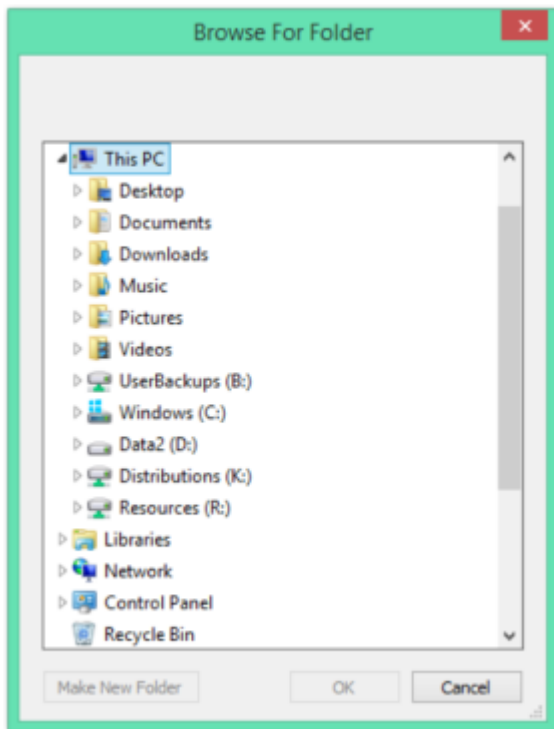 Browse For Folder
This PC
Desktop
Documents
Downloads
Music
Pictures
Videos
UserBackups (B:)
Windows (C:)
Data2 (D:)
Distributions (K:)
Resources (R:)
Libraries
Network
Control Panel
Recycle Bin
Make New Folder
OK
Cancel